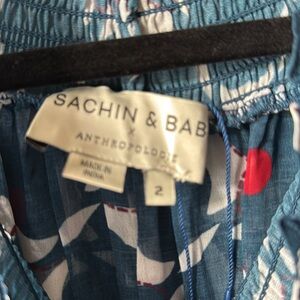 SACHIN & BAB
X
ANTHROPOLOGIE
MADE IN
INDIA
2